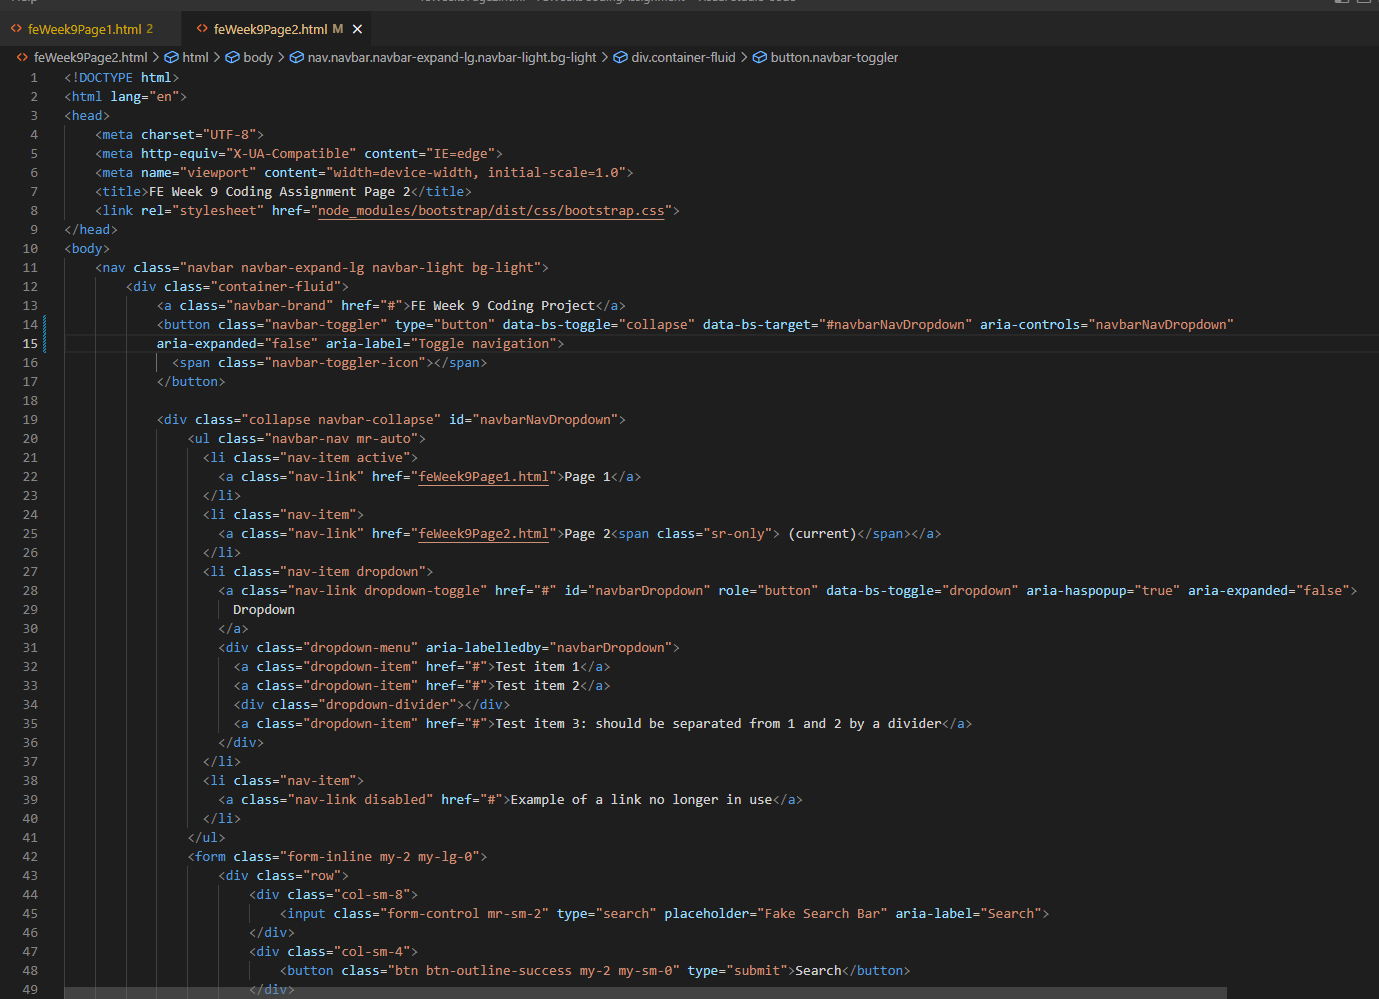 feWeek9Page1.html 2 feWeek9Page2.html M
feWeek9Page2.html > html > body > nav.navbar.navbar-expand-lg.navbar-light.bg-light > div.container-fluid > button.navbar-toggler
1 <!DOCTYPE html>
2 <html lang="en">
3 <head>
4 <meta charset="UTF-8">
5 <meta http-equiv="X-UA-Compatible" content="IE=edge">
6 <meta name="viewport" content="width=device-width, initial-scale=1.0">
7 <title>FE Week 9 Coding Assignment Page 2</title>
8 <link rel="stylesheet" href="node_modules/bootstrap/dist/css/bootstrap.css">
9 </head>
10 <body>
11 <nav class="navbar navbar-expand-lg navbar-light bg-light">
12 <div class="container-fluid">
13 <a class="navbar-brand" href="#">FE Week 9 Coding Project</a>
14 <button class="navbar-toggler" type="button" data-bs-toggle="collapse" data-bs-target="#navbarNavDropdown" aria-controls="navbarNavDropdown"
15 aria-expanded="false" aria-label="Toggle navigation">
16 <span class="navbar-toggler-icon"></span>
17 </button>
18
19 <div class="collapse navbar-collapse" id="navbarNavDropdown">
20 <ul class="navbar-nav mr-auto">
21 <li class="nav-item active">
22 <a class="nav-link" href="feWeek9Page1.html">Page 1</a>
23 </li>
24 <li class="nav-item">
25 <a class="nav-link" href="feWeek9Page2.html">Page 2<span class="sr-only"> (current)</span></a>
26 </li>
27 <li class="nav-item dropdown">
28 <a class="nav-link dropdown-toggle" href="#" id="navbarDropdown" role="button" data-bs-toggle="dropdown" aria-haspopup="true" aria-expanded="false">
29 Dropdown
30 </a>
31 <div class="dropdown-menu" aria-labelledby="navbarDropdown">
32 <a class="dropdown-item" href="#">Test item 1</a>
33 <a class="dropdown-item" href="#">Test item 2</a>
34 <div class="dropdown-divider"></div>
35 <a class="dropdown-item" href="#">Test item 3: should be separated from 1 and 2 by a divider</a>
36 </div>
37 </li>
38 <li class="nav-item">
39 <a class="nav-link disabled" href="#">Example of a link no longer in use</a>
40 </li>
41 </ul>
42 <form class="form-inline my-2 my-lg-0">
43 <div class="row">
44 <div class="col-sm-8">
45 <input class="form-control mr-sm-2" type="search" placeholder="Fake Search Bar" aria-label="Search">
46 </div>
47 <div class="col-sm-4">
48 <button class="btn btn-outline-success my-2 my-sm-0" type="submit">Search</button>
49 </div>